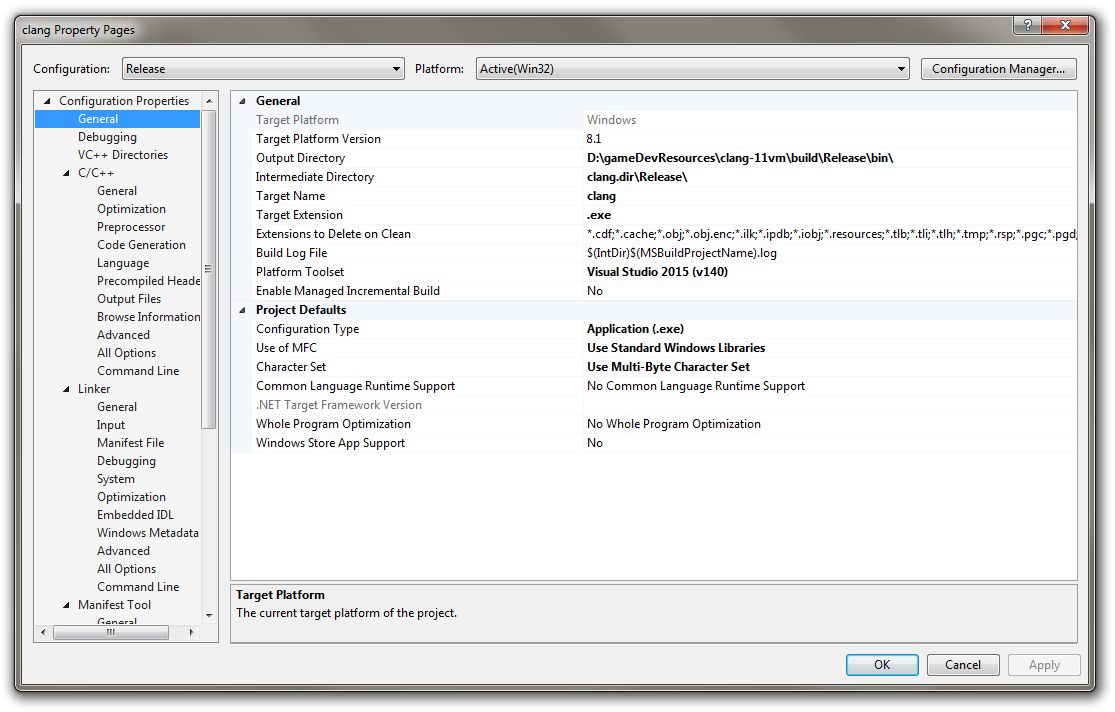 clang Property Pages
?
Configuration: Release Platform: Active(Win32) Configuration Manager...
Configuration Properties
General
Debugging
VC++ Directories
C/C++
General
Optimization
Preprocessor
Code Generation
Language
Precompiled Heade
Output Files
Browse Information
Advanced
All Options
Command Line
Linker
General
Input
Manifest File
Debugging
System
Optimization
Embedded IDL
Windows Metadata
Advanced
All Options
Command Line
Manifest Tool
General
General
Target Platform Windows
Target Platform Version 8.1
Output Directory D:\gameDevResources\clang-11vm\build\Release\bin\
Intermediate Directory clang.dir\Release\
Target Name clang
Target Extension .exe
Extensions to Delete on Clean *.cdf;*.cache;*.obj;*.obj.enc;*.ilk;*.ipdb;*.iobj;*.resources;*.tlb;*.tli;*.tlh;*.tmp;*.rsp;*.pgc;*.pgd;
Build Log File $(IntDir)$(MSBuildProjectName).log
Platform Toolset Visual Studio 2015 (v140)
Enable Managed Incremental Build No
Project Defaults
Configuration Type Application (.exe)
Use of MFC Use Standard Windows Libraries
Character Set Use Multi-Byte Character Set
Common Language Runtime Support No Common Language Runtime Support
.NET Target Framework Version
Whole Program Optimization No Whole Program Optimization
Windows Store App Support No
Target Platform
The current target platform of the project.
OK Cancel Apply